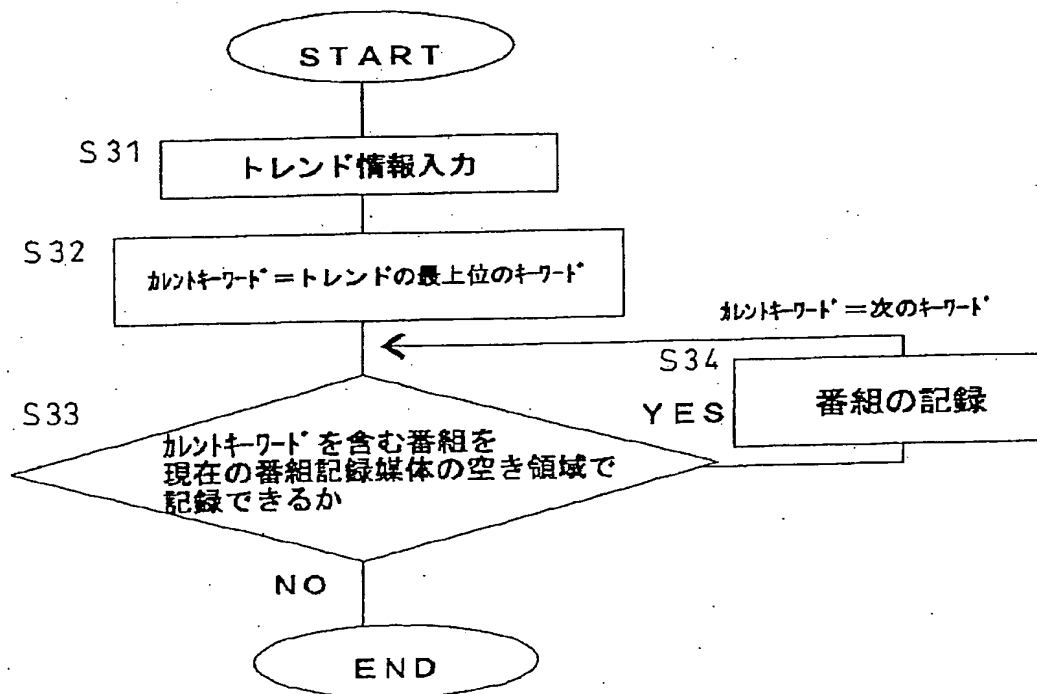 START
S31
トレンド情報入力
S32
カレントキーワード=トレンドの最上位のキーワード
カレントキーワード=次のキーワード
S34
番組の記録
S33
YES
カレントキーワードを含む番組を
現在の番組記録媒体の空き領域で
記録できるか
NO
END